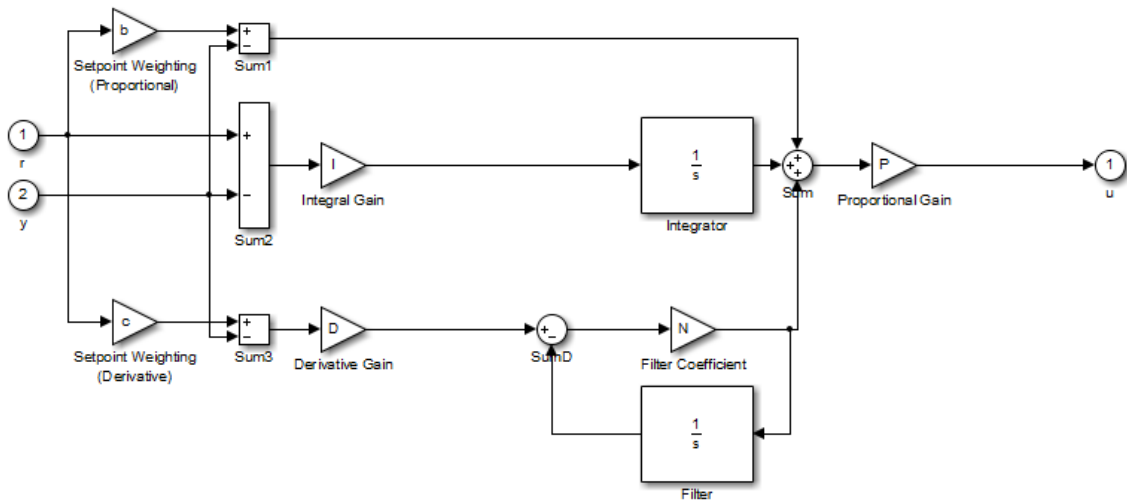 b
+
−
Sum1
Setpoint Weighting
(Proportional)
1
r
2
y
+
−
Sum2
I
Integral Gain
1
s
Integrator
+
+
+
Sum
P
Proportional Gain
1
u
c
Setpoint Weighting
(Derivative)
+
−
Sum3
D
Derivative Gain
+
−
SumD
N
Filter Coefficient
1
s
Filter